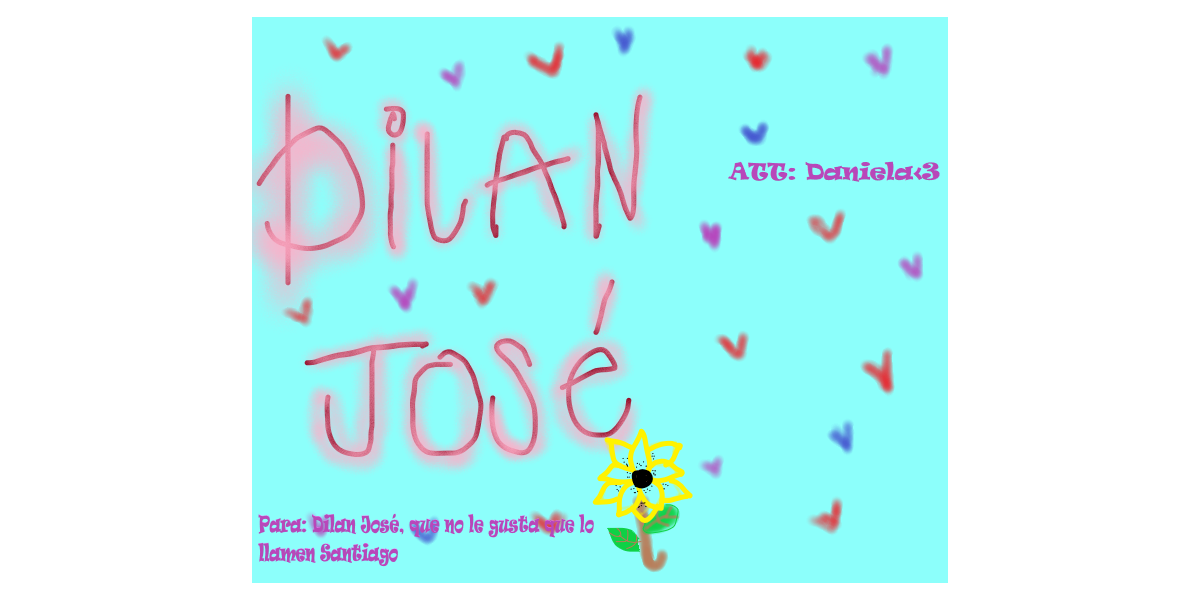 DiLAN
ATT: Daniela<3
JOSé
Para: Dilan José, que no le gusta que lo
llamen Santiago